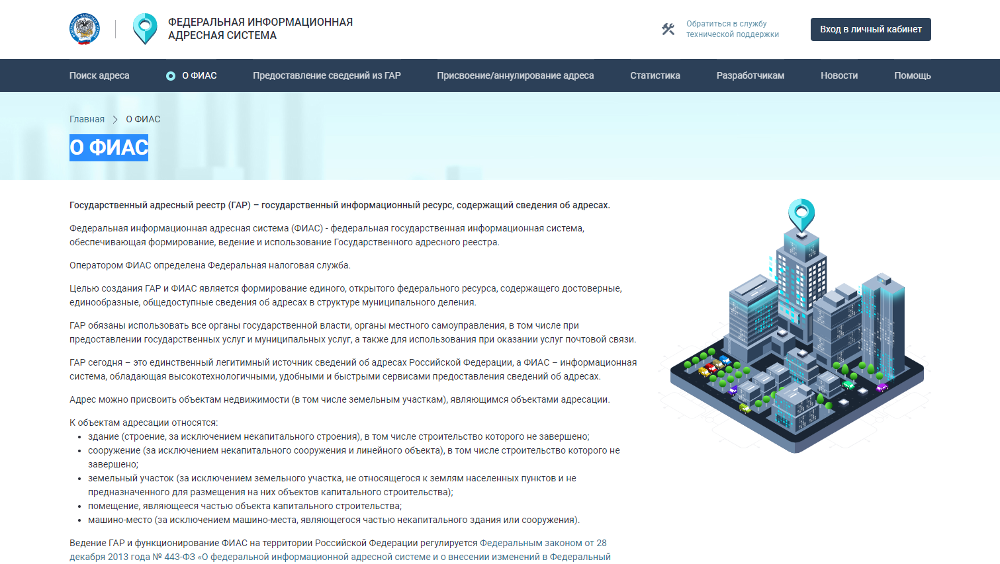 ФЕДЕРАЛЬНАЯ ИНФОРМАЦИОННАЯ
АДРЕСНАЯ СИСТЕМА
Обратиться в службу
технической поддержки
Вход в личный кабинет
Поиск адреса
О ФИАС
Предоставление сведений из ГАР
Присвоение/аннулирование адреса
Статистика
Разработчикам
Новости
Помощь
Главная
О ФИАС
О ФИАС
Государственный адресный реестр (ГАР) – государственный информационный ресурс, содержащий сведения об адресах.
Федеральная информационная адресная система (ФИАС) - федеральная государственная информационная система,
обеспечивающая формирование, ведение и использование Государственного адресного реестра.
Оператором ФИАС определена Федеральная налоговая служба.
Целью создания ГАР и ФИАС является формирование единого, открытого федерального ресурса, содержащего достоверные,
единообразные, общедоступные сведения об адресах в структуре муниципального деления.
ГАР обязаны использовать все органы государственной власти, органы местного самоуправления, в том числе при
предоставлении государственных услуг и муниципальных услуг, а также для использования при оказании услуг почтовой связи.
ГАР сегодня – это единственный легитимный источник сведений об адресах Российской Федерации, а ФИАС – информационная
система, обладающая высокотехнологичными, удобными и быстрыми сервисами предоставления сведений об адресах.
Адрес можно присвоить объектам недвижимости (в том числе земельным участкам), являющимся объектами адресации.
К объектам адресации относятся:
• здание (строение, за исключением некапитального строения), в том числе строительство которого не завершено;
• сооружение (за исключением некапитального сооружения и линейного объекта), в том числе строительство которого не
завершено;
• земельный участок (за исключением земельного участка, не относящегося к землям населенных пунктов и не
предназначенного для размещения на них объектов капитального строительства);
• помещение, являющееся частью объекта капитального строительства;
• машино-место (за исключением машино-места, являющегося частью некапитального здания или сооружения).
Ведение ГАР и функционирование ФИАС на территории Российской Федерации регулируется Федеральным законом от 28
декабря 2013 года № 443-ФЗ «О федеральной информационной адресной системе и о внесении изменений в Федеральный